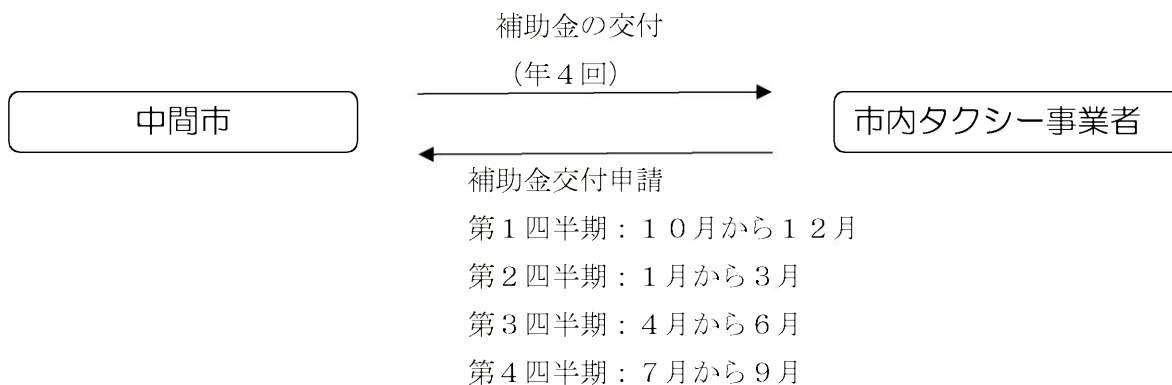 補助金の交付
（年４回）
中間市
市内タクシー事業者
補助金交付申請
第１四半期：１０月から１２月
第２四半期：１月から３月
第３四半期：４月から６月
第４四半期：７月から９月